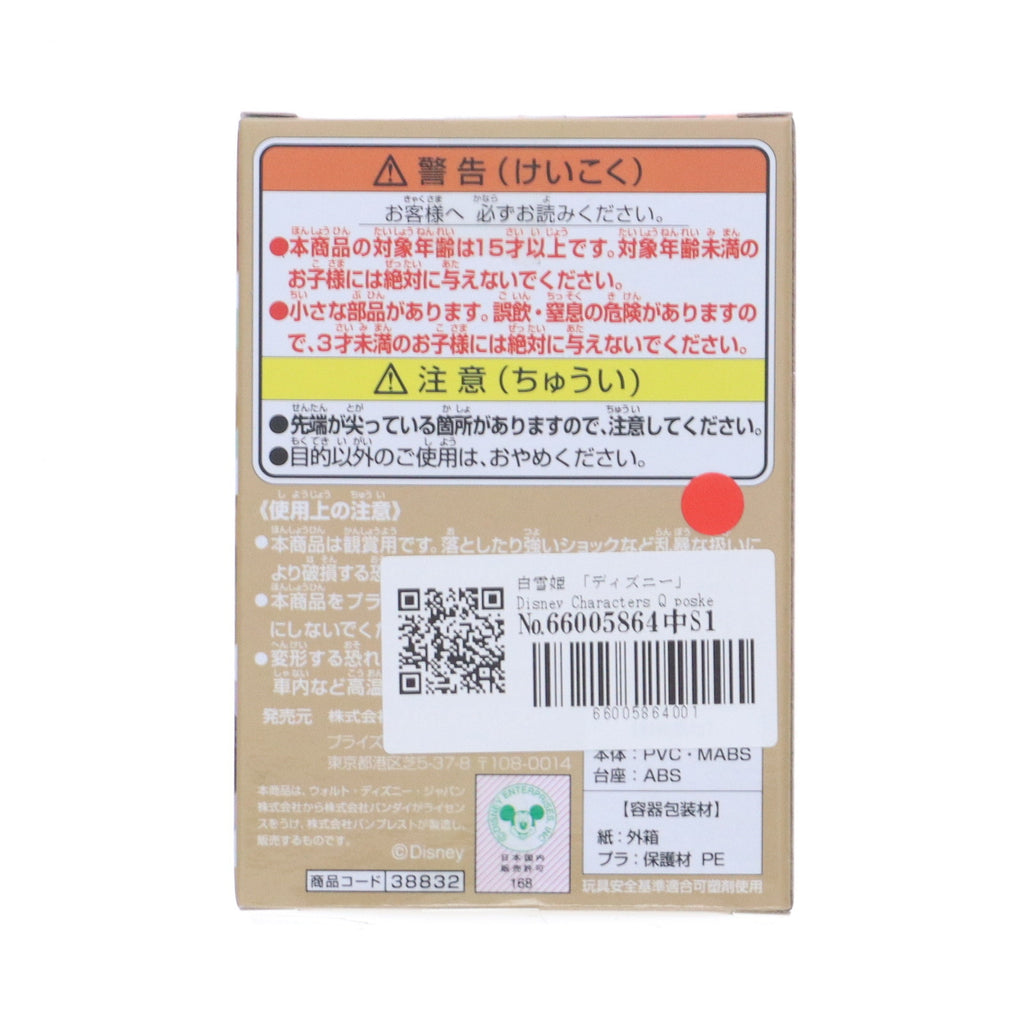 ⚠ 警告(けいこく)
お客様へ 必ずお読みください。
●本商品の対象年齢は15才以上です。対象年齢未満の
お子様には絶対に与えないでください。
●小さな部品があります。誤飲・窒息の危険がありますの
で、3才未満のお子様には絶対に与えないでください。
⚠ 注意(ちゅうい)
●先端が尖っている箇所がありますので、注意してください。
●目的以外のご使用は、おやめください。
《使用上の注意》
●本商品は観賞用です。落としたり強いショックなど乱暴な扱いに
より破損する恐
●本商品をプラ
にしないでくだ
●変形する恐れ
車内など高温
発売元 株式会
プライズ
東京都港区芝5-37-8 〒108-0014
白雪姫 「ディズニー」
Disney Characters Q poske
No.66005864中S1
66005864001
本体：PVC・MABS
台座：ABS
【容器包装材】
紙：外箱
プラ：保護材 PE
本商品は、ウォルト・ディズニー・ジャパン
株式会社から株式会社バンダイがライセン
スをうけ、株式会社バンプレストが製造し、
販売するものです。
©Disney
商品コード 38832
©DISNEY ENTERPRISES, INC.
日本国内
販売許可
168
玩具安全基準適合可塑剤使用